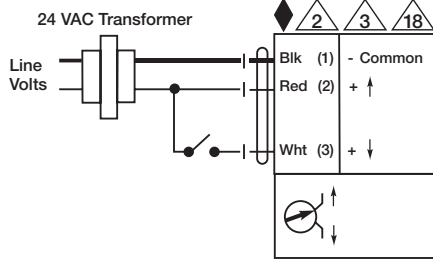 24 VAC Transformer
2 3 18
Line
Volts
Blk (1) - Common
Red (2) + ↑
Wht (3) + ↓